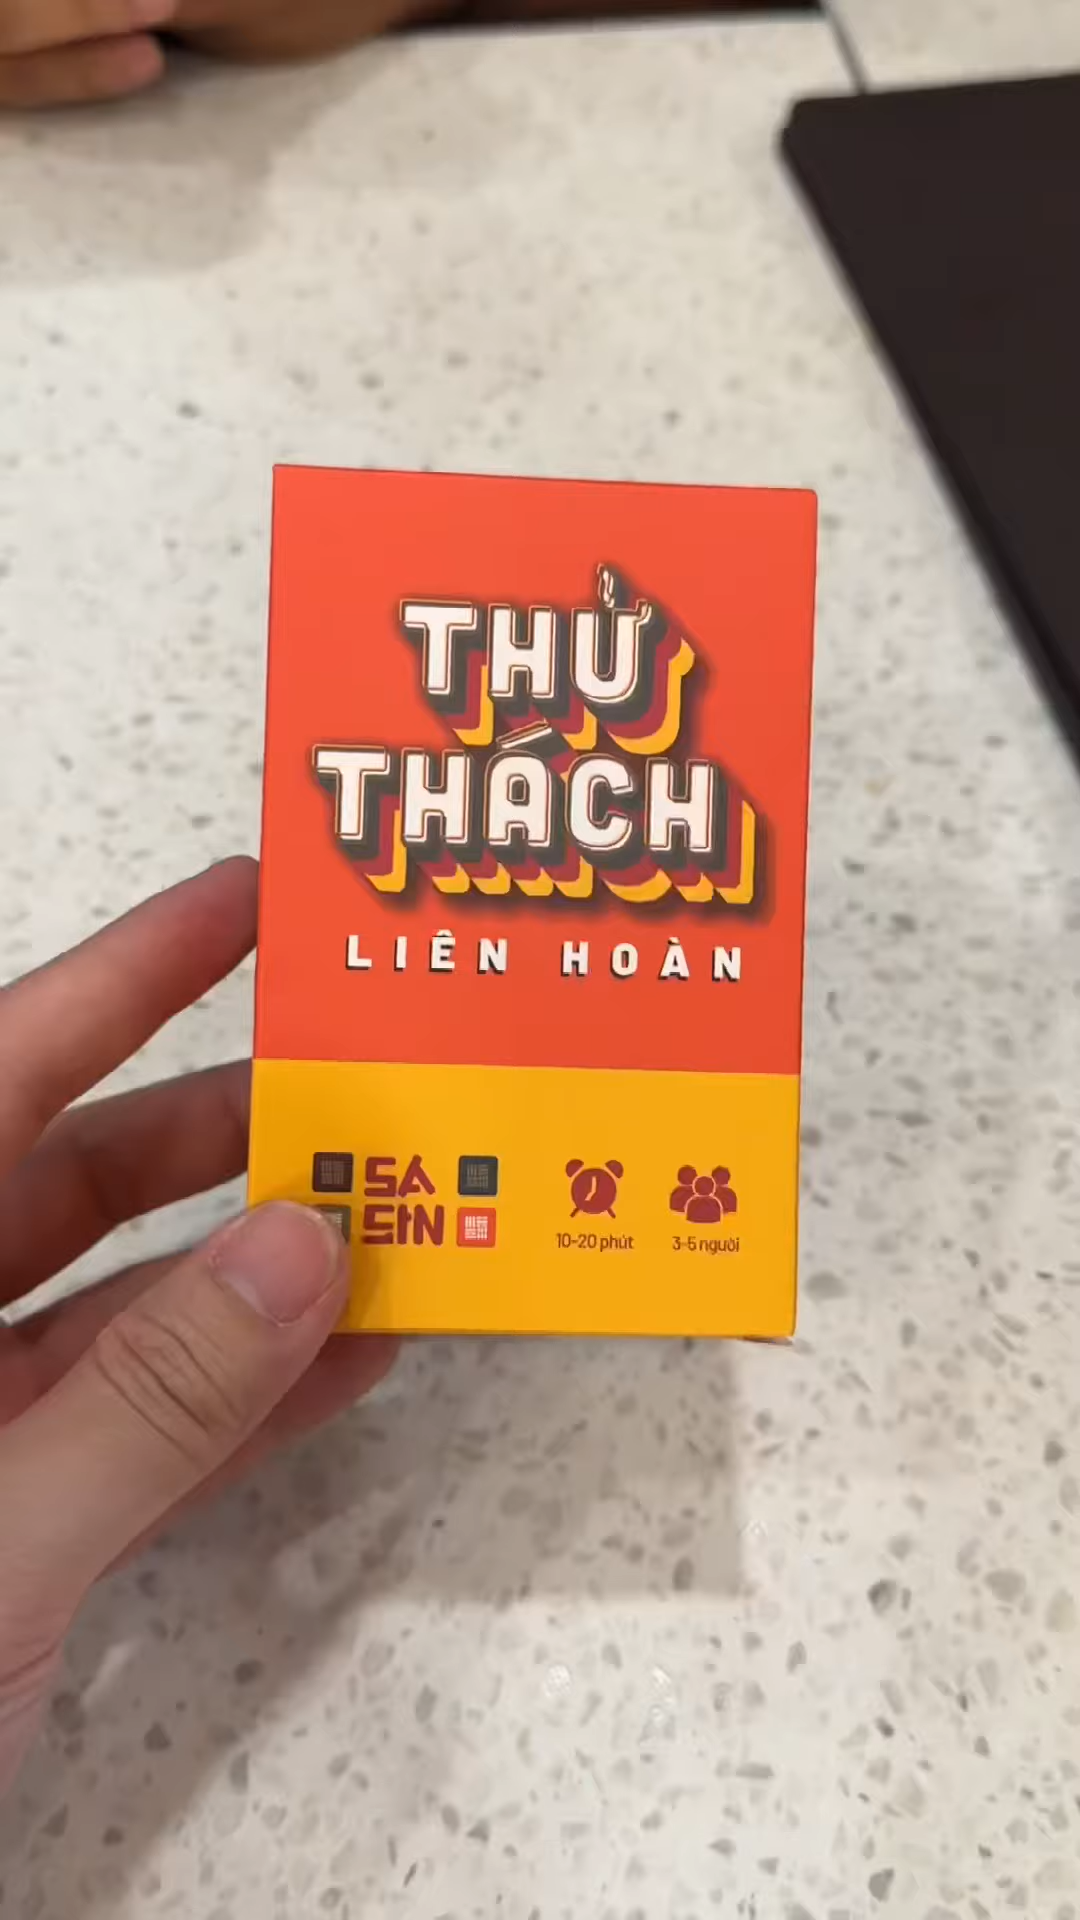 THỬ
THÁCH
LIÊN HOÀN
SA
SIN
10-20 phút
3-5 người